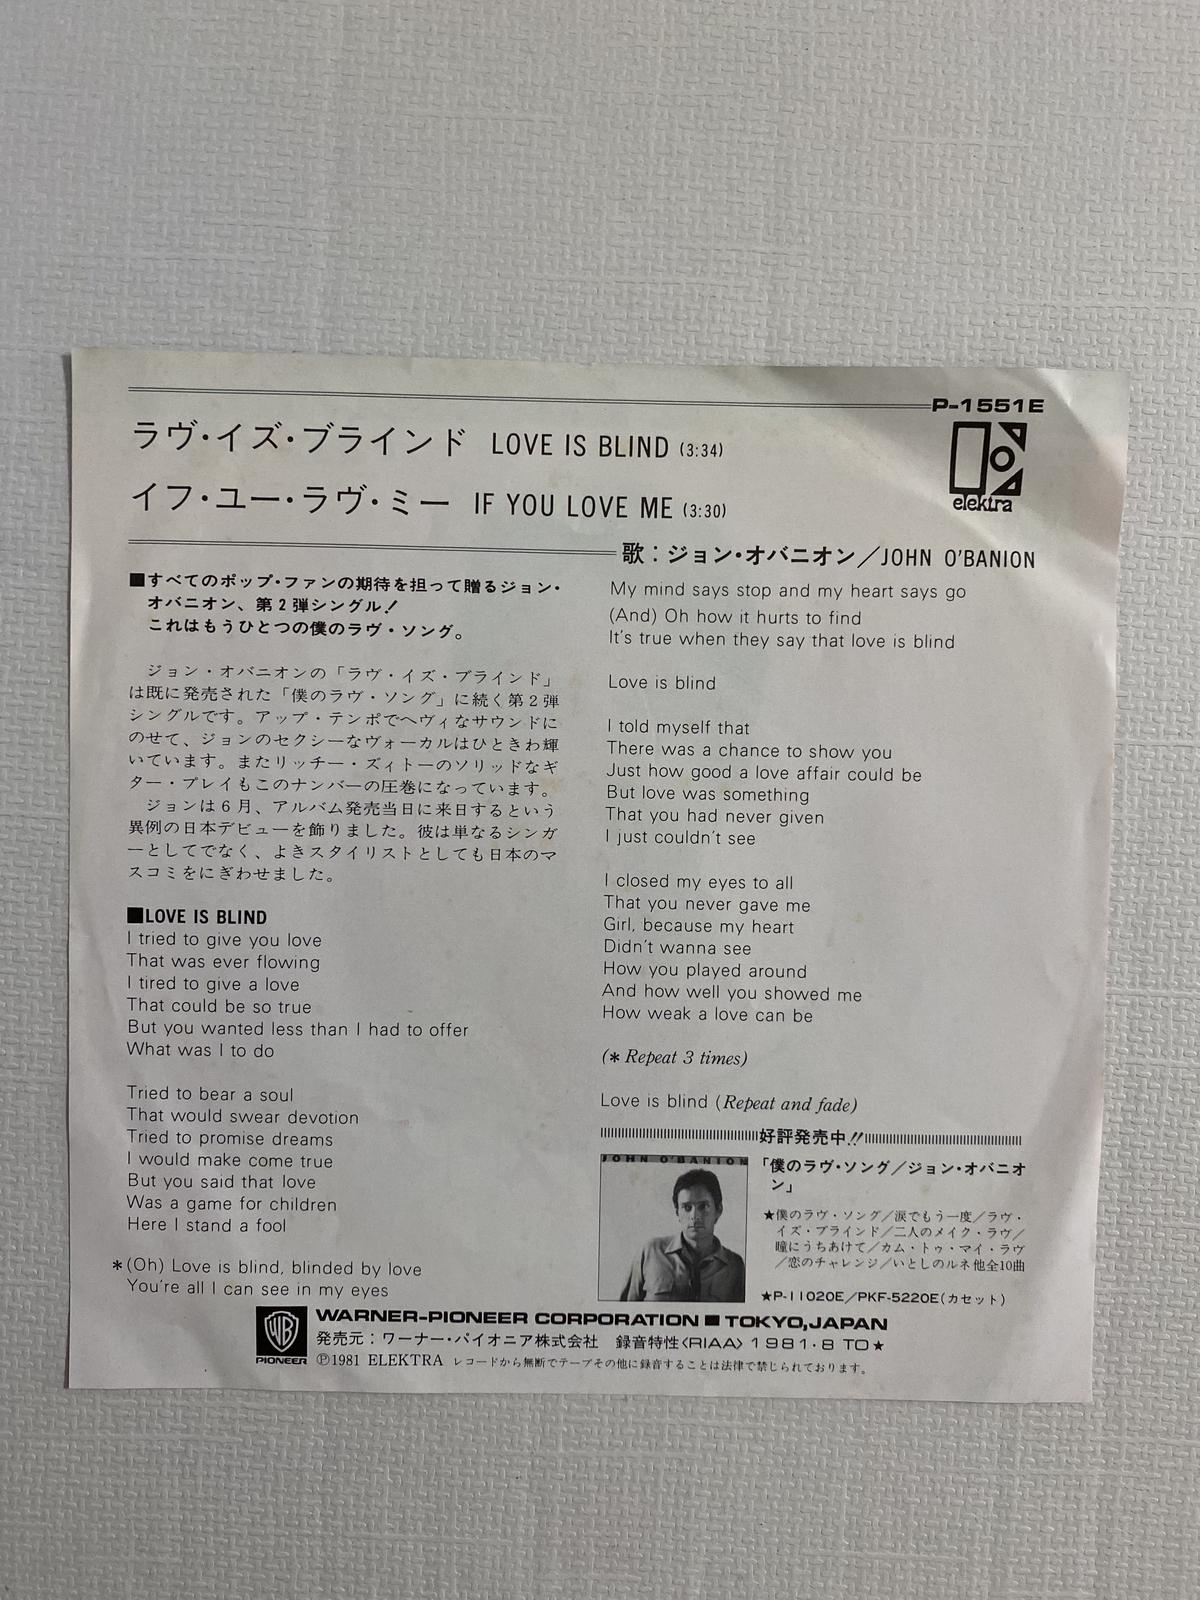 P-1551E
ラヴ・イズ・ブラインド LOVE IS BLIND (3:34)
イフ・ユー・ラヴ・ミー IF YOU LOVE ME (3:30)
elektra
歌：ジョン・オバニオン／JOHN O'BANION
■すべてのポップ・ファンの期待を担って贈るジョン・
オバニオン、第2弾シングル！
これはもうひとつの僕のラヴ・ソング。
ジョン・オバニオンの「ラヴ・イズ・ブラインド」
は既に発売された「僕のラヴ・ソング」に続く第2弾
シングルです。アップ・テンポでヘヴィなサウンドに
のせて、ジョンのセクシーなヴォーカルはひときわ輝
いています。またリッチー・ズィトーのソリッドなギ
ター・プレイもこのナンバーの圧巻になっています。
ジョンは6月、アルバム発売当日に来日するという
異例の日本デビューを飾りました。彼は単なるシンガ
ーとしてでなく、よきスタイリストとしても日本のマ
スコミをにぎわせました。
■LOVE IS BLIND
I tried to give you love
That was ever flowing
I tired to give a love
That could be so true
But you wanted less than I had to offer
What was I to do
Tried to bear a soul
That would swear devotion
Tried to promise dreams
I would make come true
But you said that love
Was a game for children
Here I stand a fool
*(Oh) Love is blind, blinded by love
You're all I can see in my eyes
My mind says stop and my heart says go
(And) Oh how it hurts to find
It's true when they say that love is blind
Love is blind
I told myself that
There was a chance to show you
Just how good a love affair could be
But love was something
That you had never given
I just couldn't see
I closed my eyes to all
That you never gave me
Girl, because my heart
Didn't wanna see
How you played around
And how well you showed me
How weak a love can be
(* Repeat 3 times)
Love is blind (Repeat and fade)
好評発売中!!
JOHN O'BANION
「僕のラヴ・ソング／ジョン・オバニオ
ン」
★僕のラヴ・ソング／涙でもう一度／ラヴ・
イズ・ブラインド／二人のメイク・ラヴ／
瞳にうちあけて／カム・トゥ・マイ・ラヴ
／恋のチャレンジ／いとしのルネ他全10曲
★P-11020E／PKF-5220E(カセット)
WB
PIONEER
WARNER-PIONEER CORPORATION ■ TOKYO,JAPAN
発売元：ワーナー・パイオニア株式会社 録音特性〈RIAA〉1981・8 TO★
Ⓟ1981 ELEKTRA レコードから無断でテープその他に録音することは法律で禁じられております。